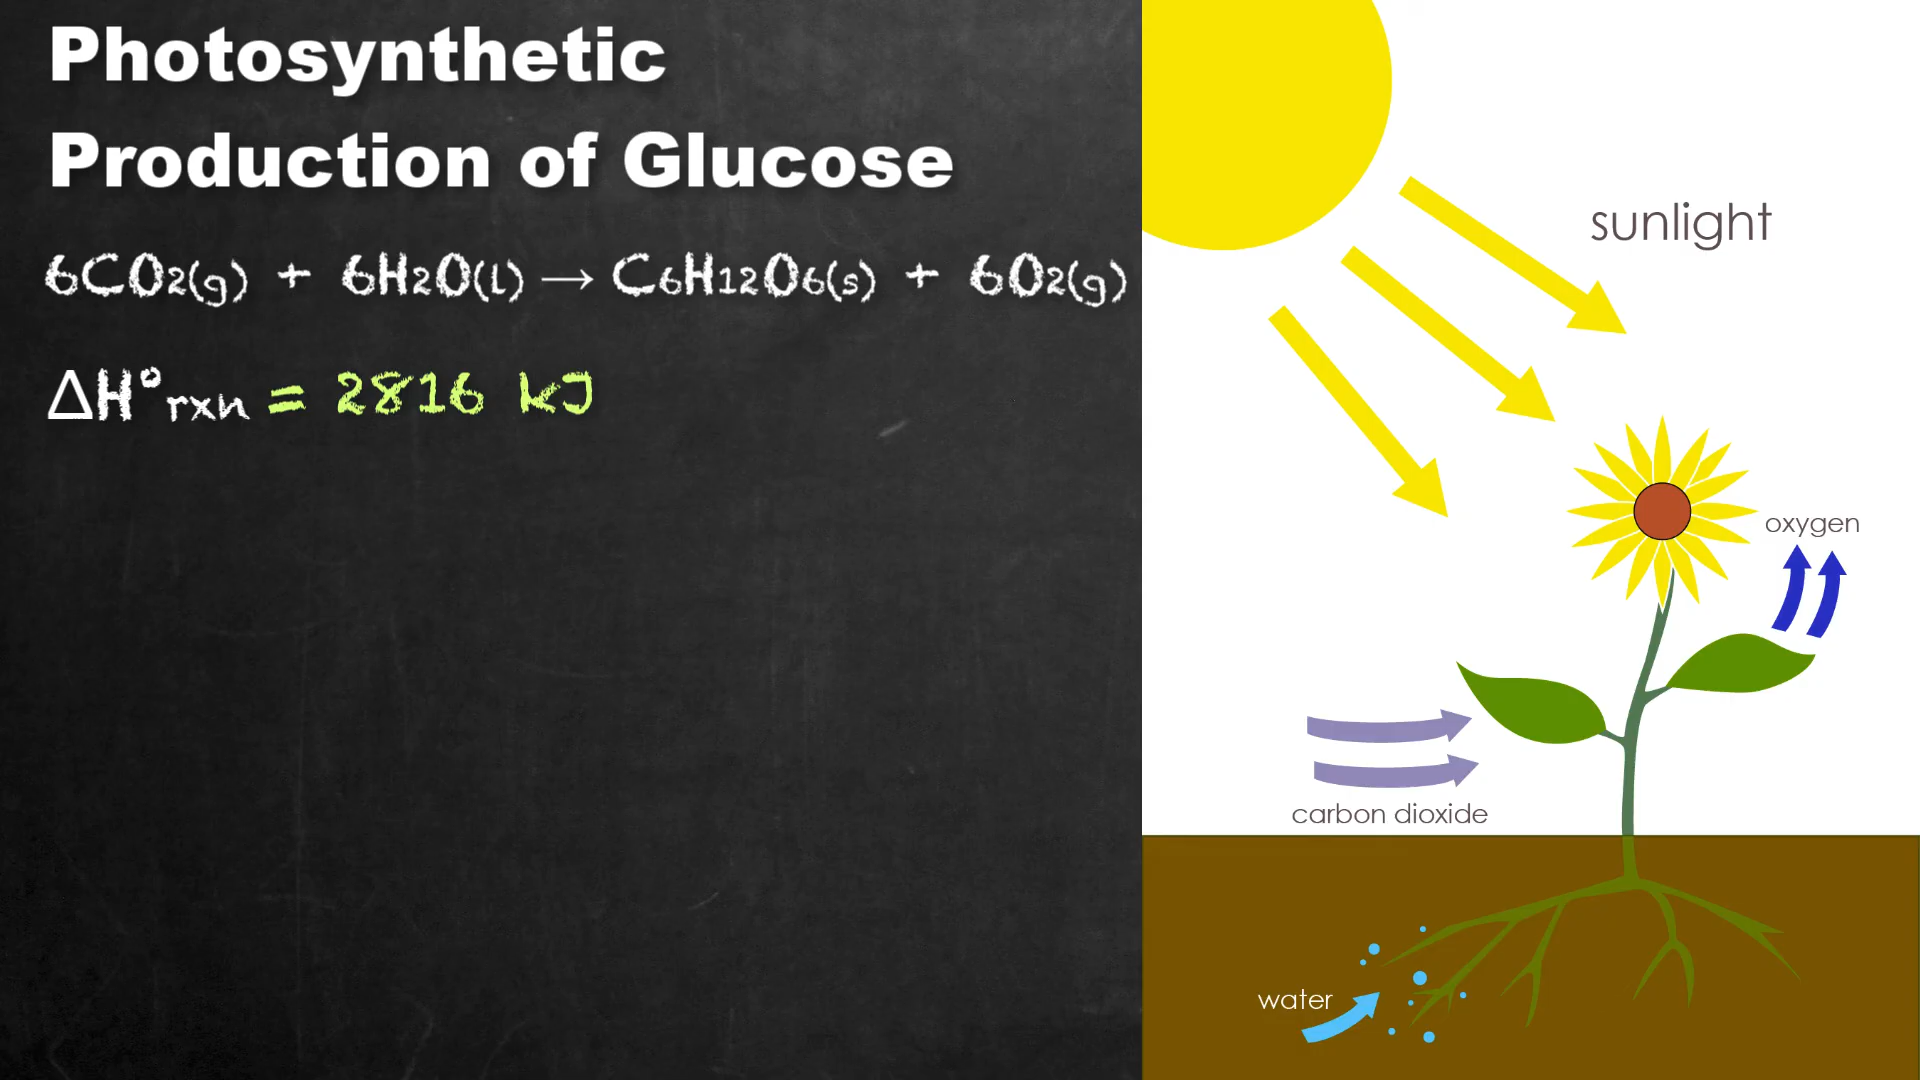 Photosynthetic
Production of Glucose
6CO2(g) + 6H2O(l) → C6H12O6(s) + 6O2(g)
ΔH°rxn = 2816 kJ
sunlight
oxygen
carbon dioxide
water